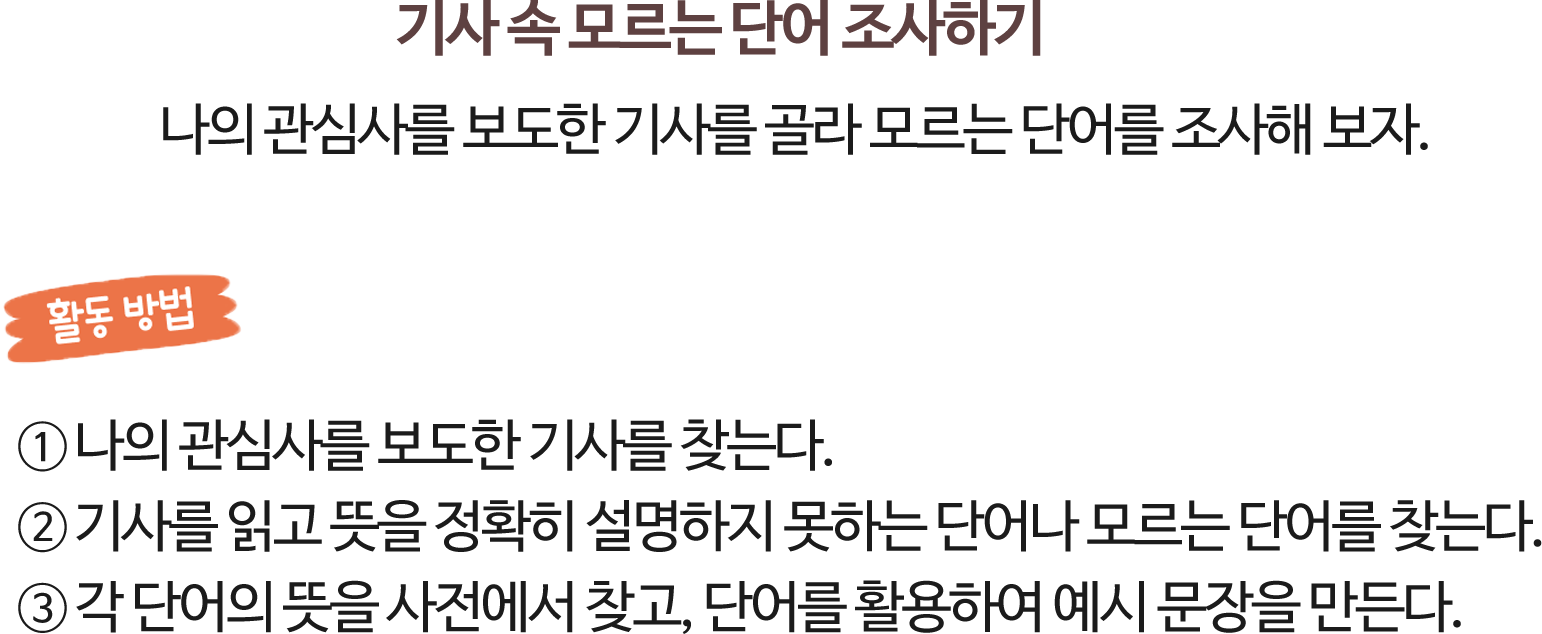 기사 속 모르는 단어 조사하기
나의 관심사를 보도한 기사를 골라 모르는 단어를 조사해 보자.
활동 방법
① 나의 관심사를 보도한 기사를 찾는다.
② 기사를 읽고 뜻을 정확히 설명하지 못하는 단어나 모르는 단어를 찾는다.
③ 각 단어의 뜻을 사전에서 찾고, 단어를 활용하여 예시 문장을 만든다.